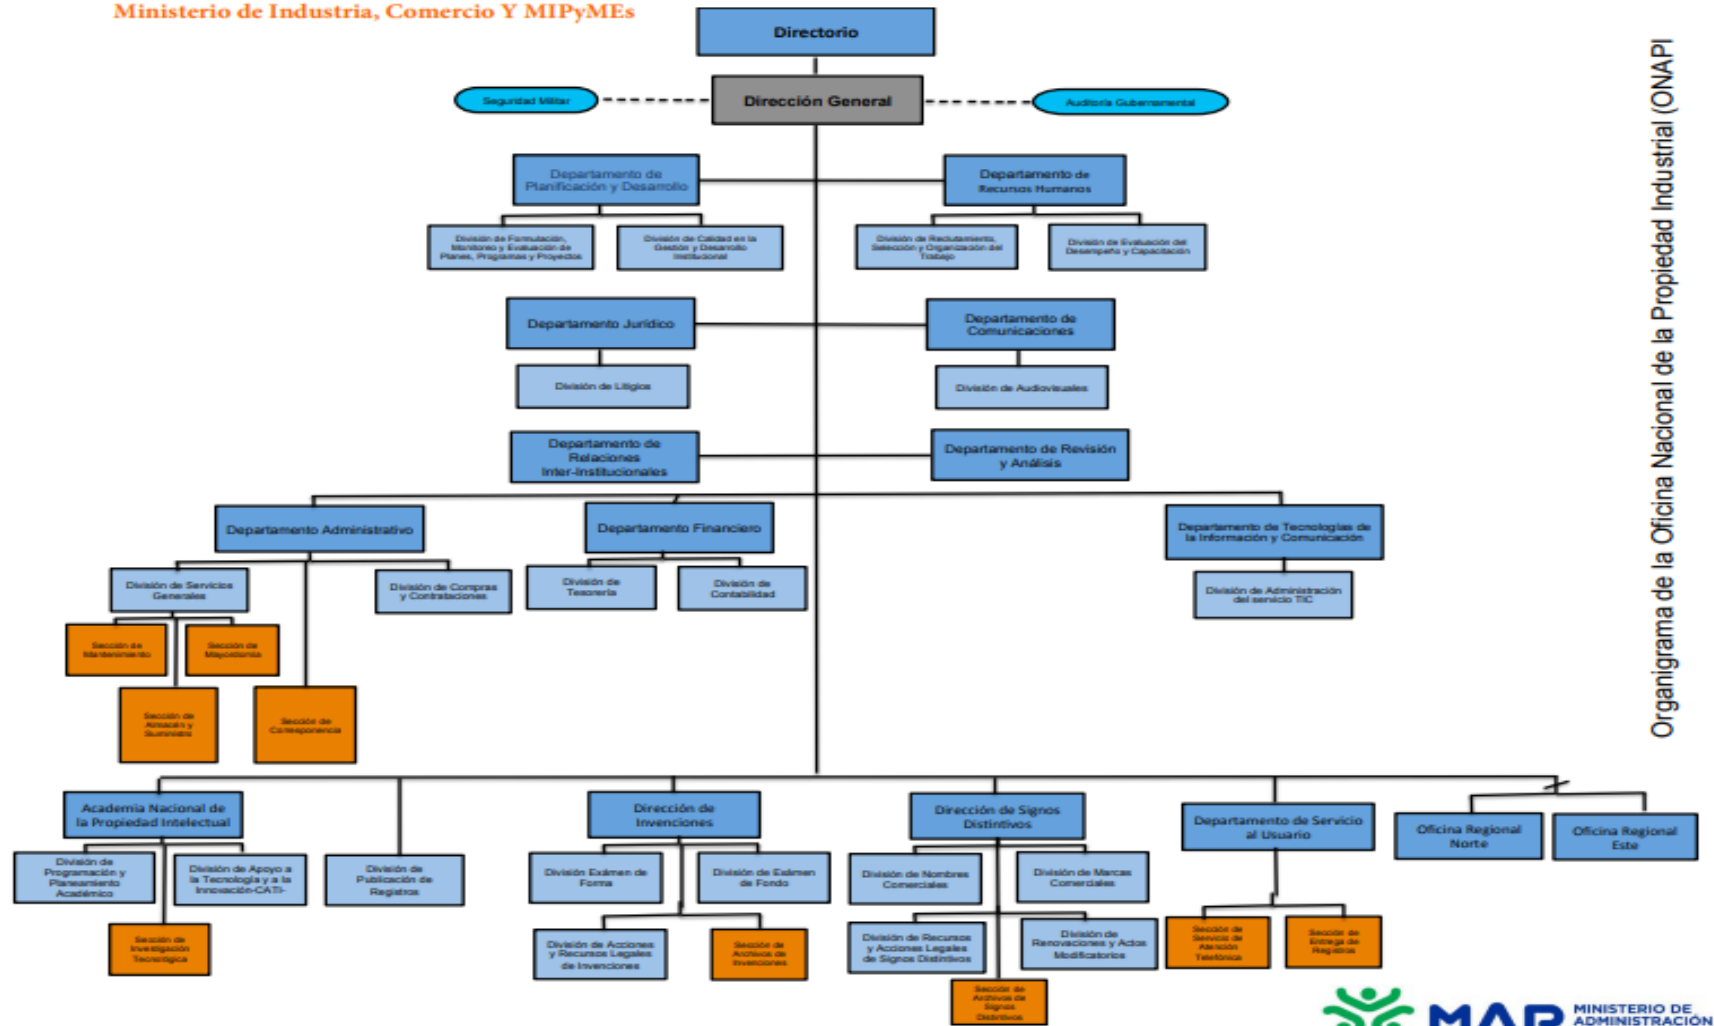 Ministerio de Industria, Comercio Y MIPyMEs
Directorio
Dirección General
Seguridad Militar
Auditoría Gubernamental
Departamento de
Planificación y Desarrollo
Departamento de
Recursos Humanos
División de Formulación,
Monitoreo y Evaluación de
Planes, Programas y Proyectos
División de Calidad en la
Gestión y Desarrollo
Institucional
División de Reclutamiento,
Selección y Organización del
Trabajo
División de Evaluación del
Desempeño y Capacitación
Departamento Jurídico
Departamento de
Comunicaciones
División de Litigios
División de Audiovisuales
Departamento de
Relaciones
Inter-Institucionales
Departamento de Revisión
y Análisis
Departamento Administrativo
Departamento Financiero
Departamento de Tecnologías de
la Información y Comunicación
División de Servicios
Generales
División de Compras
y Contrataciones
División de
Tesorería
División de
Contabilidad
División de Administración
del servicio TIC
Sección de
Mantenimiento
Sección de
Mayordomía
Sección de
Almacén y
Suministro
Sección de
Correspondencia
Academia Nacional de
la Propiedad Intelectual
Dirección de
Invenciones
Dirección de Signos
Distintivos
Departamento de Servicio
al Usuario
Oficina Regional
Norte
Oficina Regional
Este
División de
Programación y
Planeamiento
Académico
División de Apoyo a
la Tecnología y a la
Innovación-CATI-
División de
Publicación de
Registros
División Exámen de
Forma
División de Exámen
de Fondo
División de Nombres
Comerciales
División de Marcas
Comerciales
Sección de
Investigación
Tecnológica
División de Acciones
y Recursos Legales
de Invenciones
Sección de
Archivos de
Invenciones
División de Recursos
y Acciones Legales
de Signos Distintivos
División de
Renovaciones y Actos
Modificatorios
Sección de
Servicio de
Atención
Telefónica
Sección de
Entrega de
Registros
Sección de
Archivos de
Signos
Distintivos
Organigrama de la Oficina Nacional de la Propiedad Industrial (ONAPI
MAP
MINISTERIO DE
ADMINISTRACIÓN